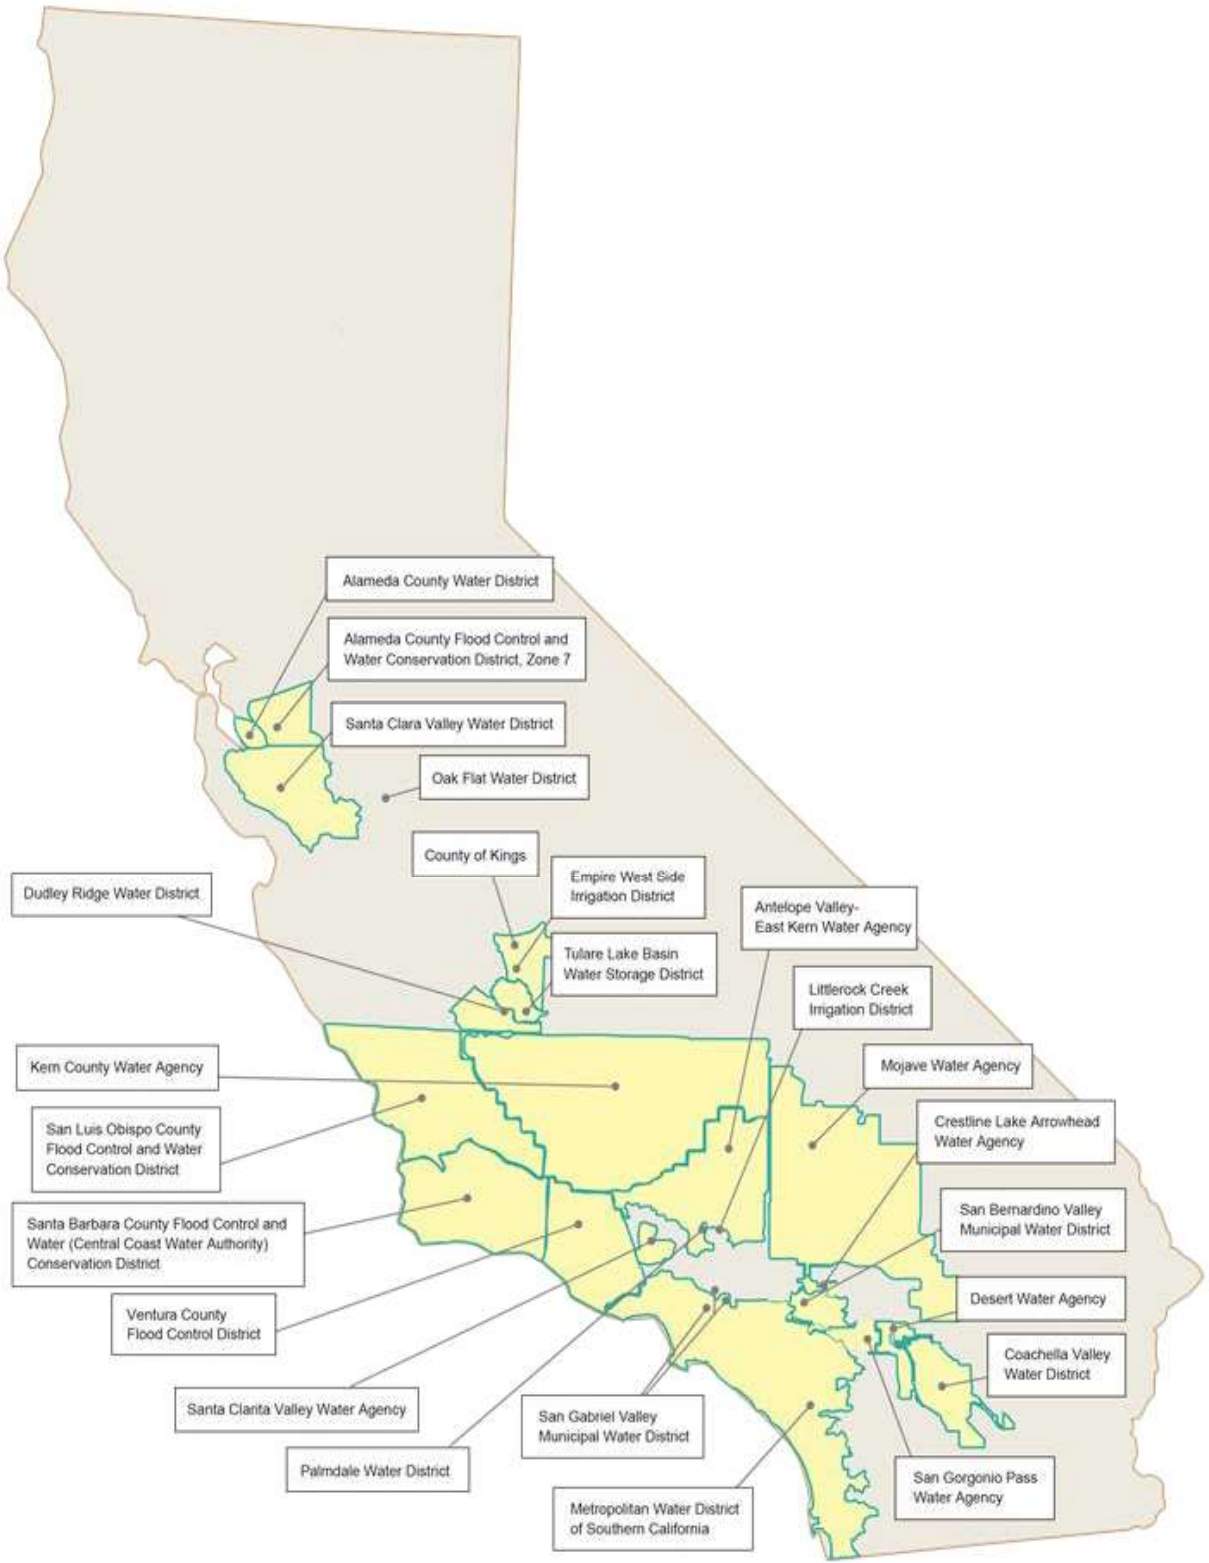 Alameda County Water District
Alameda County Flood Control and
Water Conservation District, Zone 7
Santa Clara Valley Water District
Oak Flat Water District
County of Kings
Empire West Side
Irrigation District
Dudley Ridge Water District
Antelope Valley-
East Kern Water Agency
Tulare Lake Basin
Water Storage District
Littlerock Creek
Irrigation District
Kern County Water Agency
Mojave Water Agency
San Luis Obispo County
Flood Control and Water
Conservation District
Crestline Lake Arrowhead
Water Agency
Santa Barbara County Flood Control and
Water (Central Coast Water Authority)
Conservation District
San Bernardino Valley
Municipal Water District
Desert Water Agency
Ventura County
Flood Control District
Coachella Valley
Water District
Santa Clarita Valley Water Agency
San Gabriel Valley
Municipal Water District
Palmdale Water District
San Gorgonio Pass
Water Agency
Metropolitan Water District
of Southern California